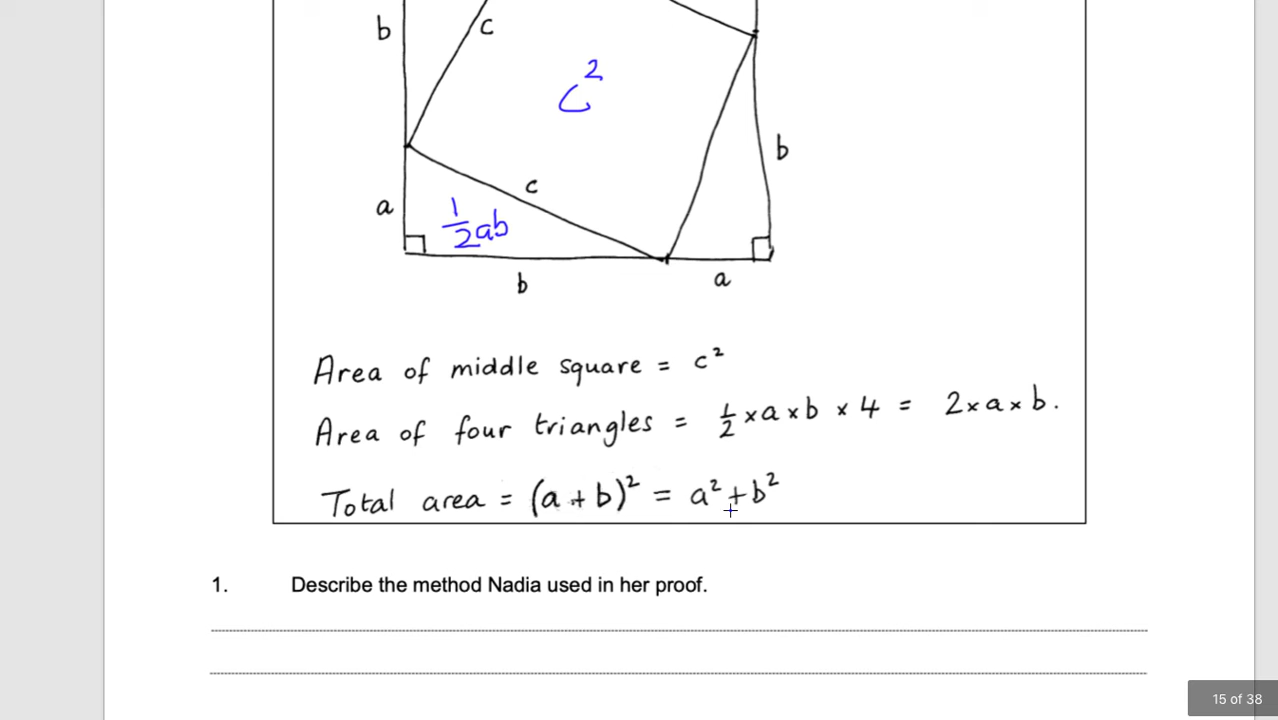 b
c
c²
b
c
a
½ab
b
a
Area of middle square = c²
Area of four triangles = ½ × a × b × 4 = 2 × a × b.
Total area = (a + b)² = a² + b²
1. Describe the method Nadia used in her proof.
15 of 38